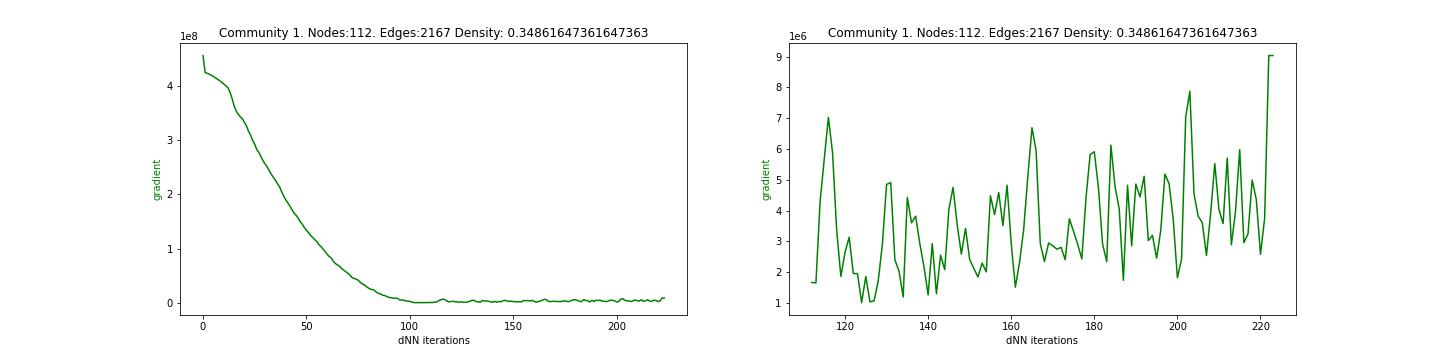 Community 1. Nodes:112. Edges:2167 Density: 0.34861647361647363
1e8
4
3
2
1
0
gradient
0 50 100 150 200
dNN iterations
Community 1. Nodes:112. Edges:2167 Density: 0.34861647361647363
1e6
9
8
7
6
5
4
3
2
1
gradient
120 140 160 180 200 220
dNN iterations